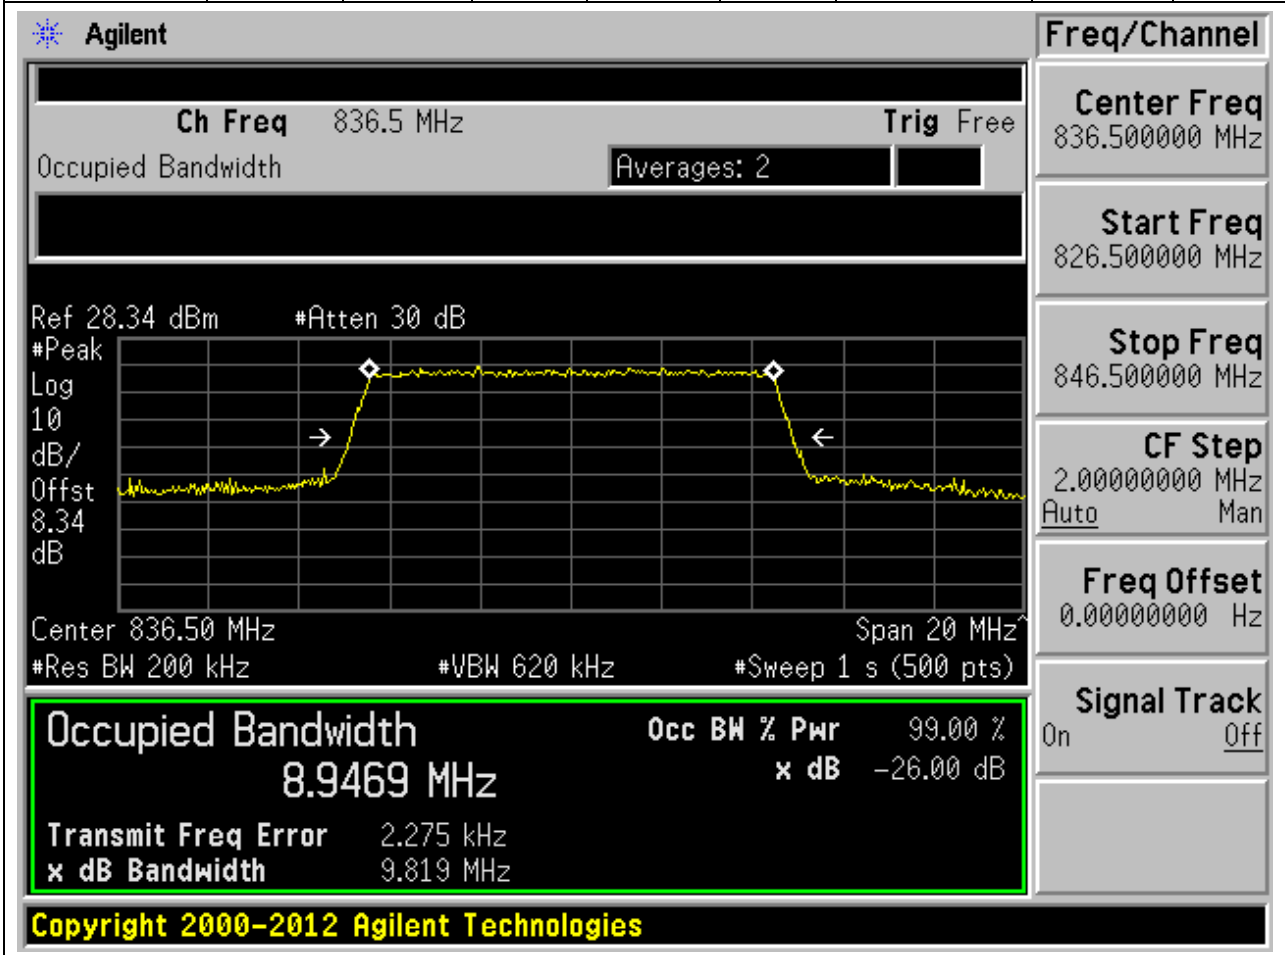 Agilent
Freq/Channel
Ch Freq 836.5 MHz Trig Free
Occupied Bandwidth Averages: 2
Center Freq
836.500000 MHz
Start Freq
826.500000 MHz
Stop Freq
846.500000 MHz
CF Step
2.00000000 MHz
Auto Man
Freq Offset
0.00000000 Hz
Signal Track
On Off
Ref 28.34 dBm #Atten 30 dB
#Peak
Log
10
dB/
Offst
8.34
dB
Center 836.50 MHz Span 20 MHz^
#Res BW 200 kHz #VBW 620 kHz #Sweep 1 s (500 pts)
Occupied Bandwidth Occ BW % Pwr 99.00 %
8.9469 MHz x dB -26.00 dB
Transmit Freq Error 2.275 kHz
x dB Bandwidth 9.819 MHz
Copyright 2000-2012 Agilent Technologies